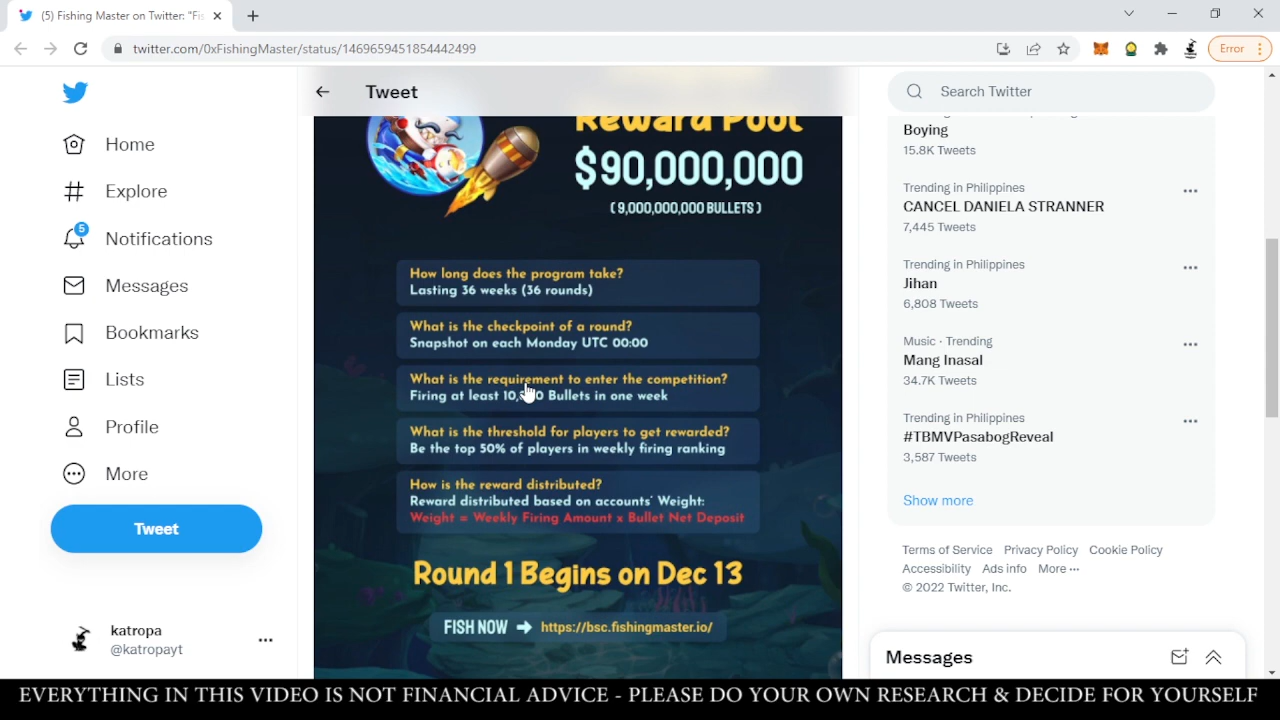 (5) Fishing Master on Twitter: "Fis
twitter.com/0xFishingMaster/status/1469659451854442499
Error
Home
Explore
5
Notifications
Messages
Bookmarks
Lists
Profile
More
Tweet
katropa
@katropayt
Tweet
Reward Pool
$90,000,000
( 9,000,000,000 BULLETS )
How long does the program take?
Lasting 36 weeks (36 rounds)
What is the checkpoint of a round?
Snapshot on each Monday UTC 00:00
What is the requirement to enter the competition?
Firing at least Bullets in one week
What is the threshold for players to get rewarded?
Be the top 50% of players in weekly firing ranking
How is the reward distributed?
Reward distributed based on accounts' Weight:
Weight = Weekly Firing Amount x Bullet Net Deposit
Round 1 Begins on Dec 13
FISH NOW → https://bsc.fishingmaster.io/
Search Twitter
Boying
15.8K Tweets
Trending in Philippines
CANCEL DANIELA STRANNER
7,445 Tweets
Trending in Philippines
Jihan
6,808 Tweets
Music · Trending
Mang Inasal
34.7K Tweets
Trending in Philippines
#TBMVPasabogReveal
3,587 Tweets
Show more
Terms of Service Privacy Policy Cookie Policy
Accessibility Ads info More ···
© 2022 Twitter, Inc.
Messages
EVERYTHING IN THIS VIDEO IS NOT FINANCIAL ADVICE - PLEASE DO YOUR OWN RESEARCH & DECIDE FOR YOURSELF